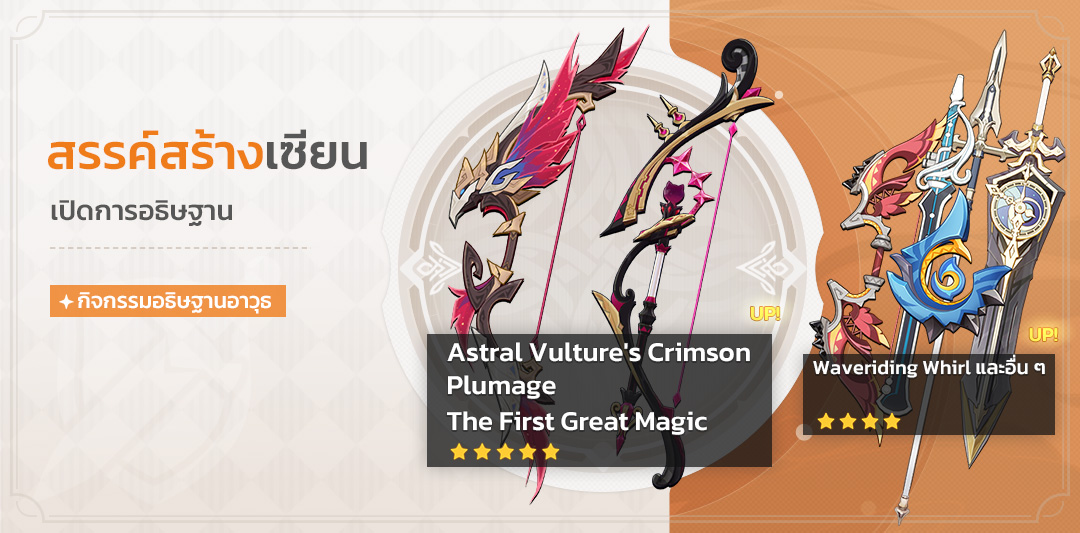 สรรค์สร้างเซียน
เปิดการอธิษฐาน
กิจกรรมอธิษฐานอาวุธ
UP!
Astral Vulture's Crimson
Plumage
The First Great Magic
UP!
Waveriding Whirl และอื่น ๆ